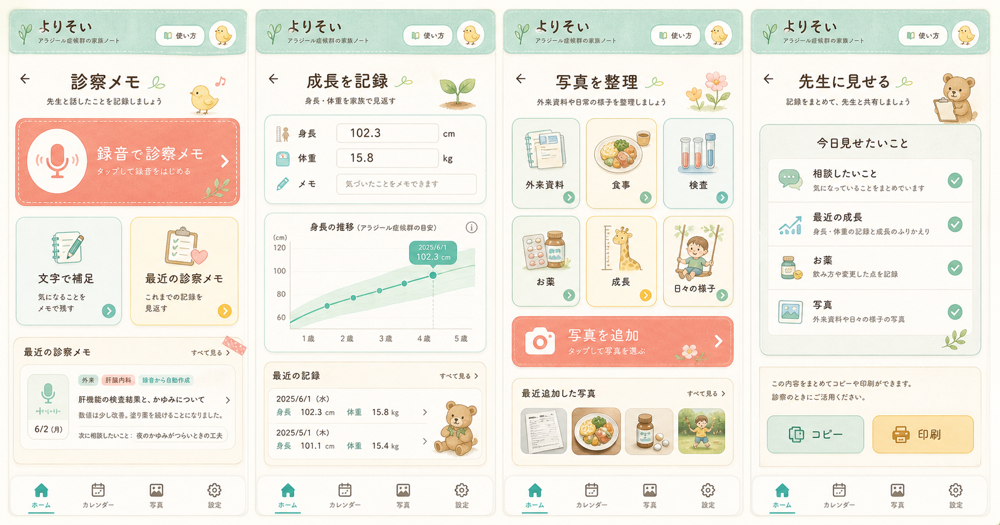 よりそい
アラジール症候群の家族ノート
使い方
診察メモ
先生と話したことを記録しましょう
録音で診察メモ
タップして録音をはじめる
文字で補足
気になることを
メモで残す
最近の診察メモ
これまでの記録を
見返す
最近の診察メモ
すべて見る
外来
肝臓内科
録音から自動作成
肝機能の検査結果と、かゆみについて
数値は少し改善。塗り薬を続けることになりました。
6/2 (月)
次に相談したいこと： 夜のかゆみがつらいときの工夫
ホーム
カレンダー
写真
設定
よりそい
アラジール症候群の家族ノート
使い方
成長を記録
身長・体重を家族で見返す
身長 102.3 cm
体重 15.8 kg
メモ 気づいたことをメモできます
身長の推移 (アラジール症候群の目安)
(cm)
120
100
80
60
2025/6/1
102.3 cm
1歳 2歳 3歳 4歳 5歳
最近の記録
すべて見る
2025/6/1 (水)
身長 102.3 cm 体重 15.8 kg
2025/5/1 (木)
身長 101.1 cm 体重 15.4 kg
ホーム
カレンダー
写真
設定
よりそい
アラジール症候群の家族ノート
使い方
写真を整理
外来資料や日常の様子を整理しましょう
外来資料
食事
検査
お薬
成長
日々の様子
写真を追加
タップして写真を選ぶ
最近追加した写真
すべて見る
ホーム
カレンダー
写真
設定
よりそい
アラジール症候群の家族ノート
使い方
先生に見せる
記録をまとめて、先生と共有しましょう
今日見せたいこと
相談したいこと
気になっていることをまとめています
最近の成長
身長・体重の記録と成長のふりかえり
お薬
飲み方や変更した点を記録
写真
外来資料や日々の様子の写真
この内容をまとめてコピーや印刷ができます。
診察のときにご活用ください。
コピー
印刷
ホーム
カレンダー
写真
設定